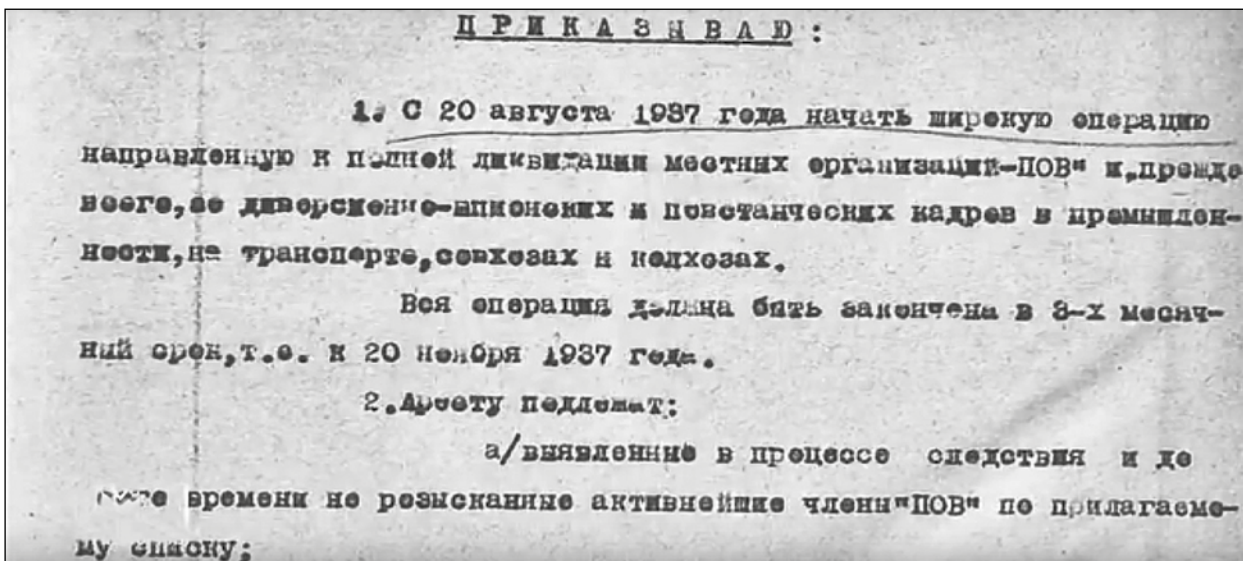 ПРИКАЗЫВАЮ:
1. С 20 августа 1937 года начать широкую операцию
направленную к полной ликвидации местных организаций-ПОВ" и,прежде
всего,ее диверсионно-шпионских и повстанческих кадров в промышлен-
ности,на транспорте,совхозах и колхозах.
Вся операция должна быть закончена в 3-х месяч-
ный срок,т.е. к 20 ноября 1937 года.
2.Аресту подлежат:
а/выявленные в процессе следствия и до
времени не розысканные активнейшие члены"ПОВ" по прилагаемо-
му списку;